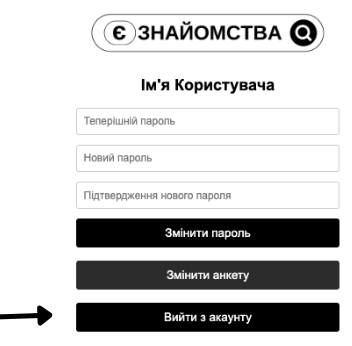 Є ЗНАЙОМСТВА
Ім'я Користувача
Теперішній пароль
Новий пароль
Підтвердження нового пароля
Змінити пароль
Змінити анкету
Вийти з акаунту